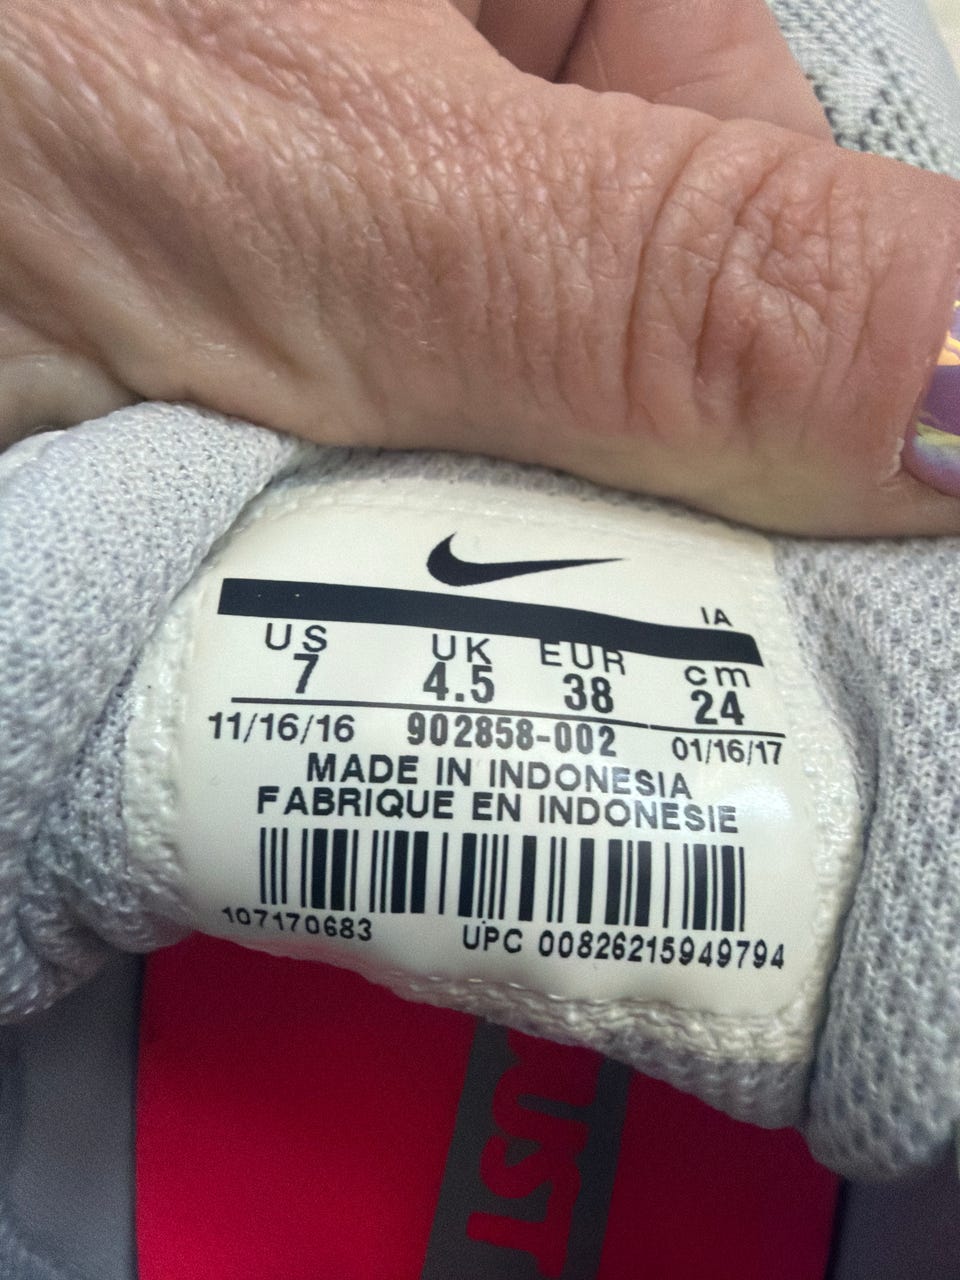 IA
US UK EUR cm
7 4.5 38 24
11/16/16 902858-002 01/16/17
MADE IN INDONESIA
FABRIQUE EN INDONESIE
107170683 UPC 00826215949794
UST